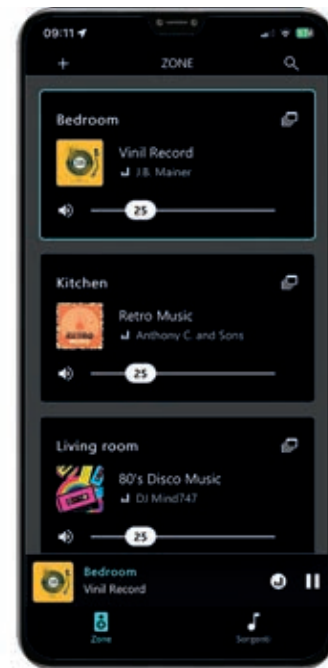 09:11
ZONE
Bedroom
Vinil Record
J.B. Mainer
25
Kitchen
RETRO
Retro Music
Anthony C. and Sons
25
Living room
80's Disco Music
DJ Mind747
25
Bedroom
Vinil Record
Zone
Sorgenti